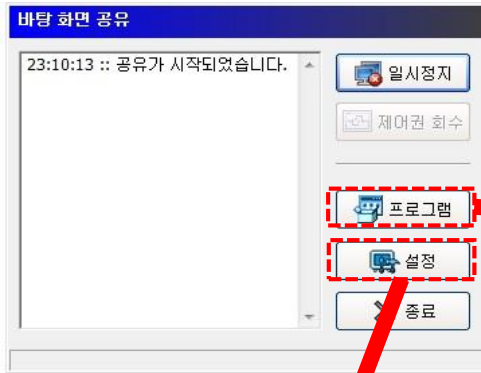 바탕 화면 공유
23:10:13 :: 공유가 시작되었습니다.
일시정지
제어권 회수
프로그램
설정
종료